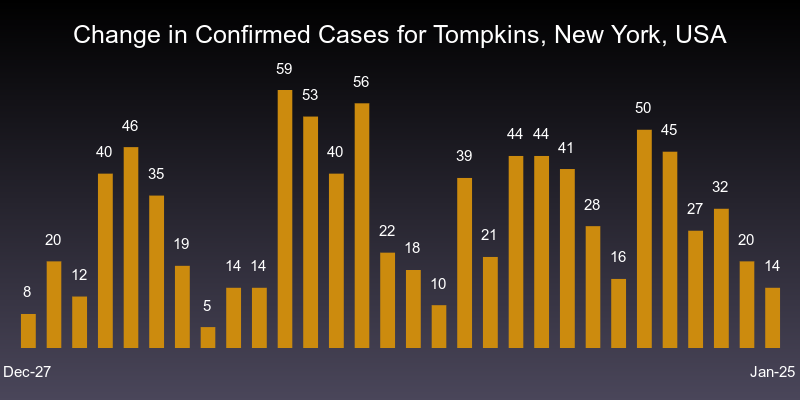 Change in Confirmed Cases for Tompkins, New York, USA
8 20 12 40 46 35 19 5 14 14 59 53 40 56 22 18 10 39 21 44 44 41 28 16 50 45 27 32 20 14
Dec-27 Jan-25